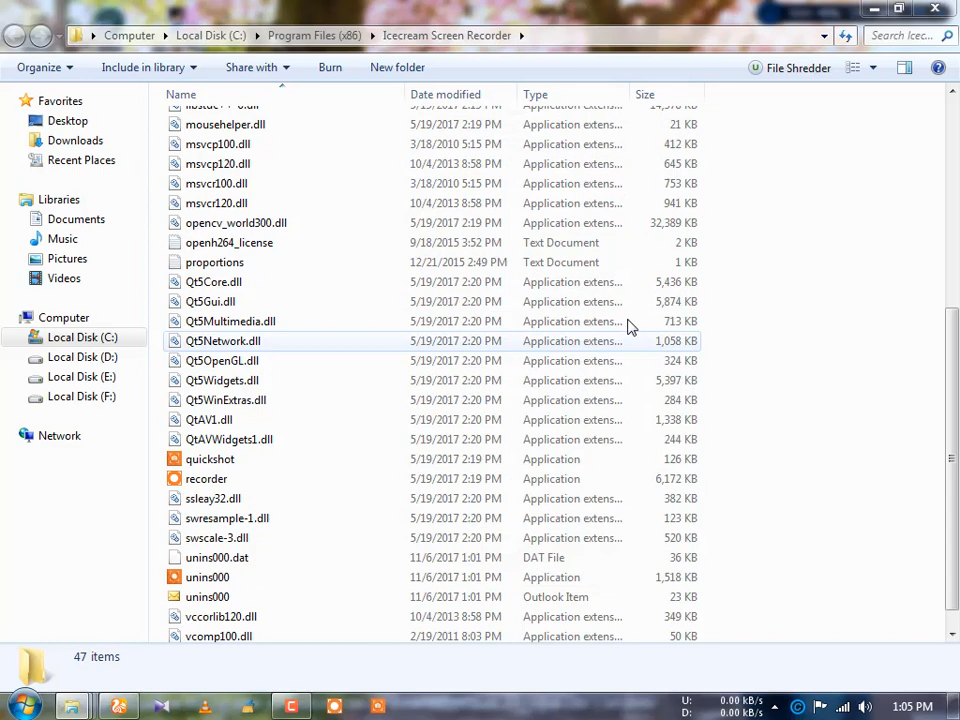 Computer Local Disk (C:) Program Files (x86) Icecream Screen Recorder Search Icec...
Organize Include in library Share with Burn New folder File Shredder
Name Date modified Type Size
Favorites
Desktop
Downloads
Recent Places
Libraries
Documents
Music
Pictures
Videos
Computer
Local Disk (C:)
Local Disk (D:)
Local Disk (E:)
Local Disk (F:)
Network
mousehelper.dll 5/19/2017 2:19 PM Application extens... 21 KB
msvcp100.dll 3/18/2010 5:15 PM Application extens... 412 KB
msvcp120.dll 10/4/2013 8:58 PM Application extens... 645 KB
msvcr100.dll 3/18/2010 5:15 PM Application extens... 753 KB
msvcr120.dll 10/4/2013 8:58 PM Application extens... 941 KB
opencv_world300.dll 5/19/2017 2:19 PM Application extens... 32,389 KB
openh264_license 9/18/2015 3:52 PM Text Document 2 KB
proportions 12/21/2015 2:49 PM Text Document 1 KB
Qt5Core.dll 5/19/2017 2:20 PM Application extens... 5,436 KB
Qt5Gui.dll 5/19/2017 2:20 PM Application extens... 5,874 KB
Qt5Multimedia.dll 5/19/2017 2:20 PM Application extens... 713 KB
Qt5Network.dll 5/19/2017 2:20 PM Application extens... 1,058 KB
Qt5OpenGL.dll 5/19/2017 2:20 PM Application extens... 324 KB
Qt5Widgets.dll 5/19/2017 2:20 PM Application extens... 5,397 KB
Qt5WinExtras.dll 5/19/2017 2:20 PM Application extens... 284 KB
QtAV1.dll 5/19/2017 2:20 PM Application extens... 1,338 KB
QtAVWidgets1.dll 5/19/2017 2:20 PM Application extens... 244 KB
quickshot 5/19/2017 2:19 PM Application 126 KB
recorder 5/19/2017 2:19 PM Application 6,172 KB
ssleay32.dll 5/19/2017 2:20 PM Application extens... 382 KB
swresample-1.dll 5/19/2017 2:20 PM Application extens... 123 KB
swscale-3.dll 5/19/2017 2:20 PM Application extens... 520 KB
unins000.dat 11/6/2017 1:01 PM DAT File 36 KB
unins000 11/6/2017 1:01 PM Application 1,518 KB
unins000 11/6/2017 1:01 PM Outlook Item 23 KB
vccorlib120.dll 10/4/2013 8:58 PM Application extens... 349 KB
vcomp100.dll 2/19/2011 8:03 PM Application extens... 50 KB
47 items
U: 0.00 kB/s
D: 0.00 kB/s
1:05 PM